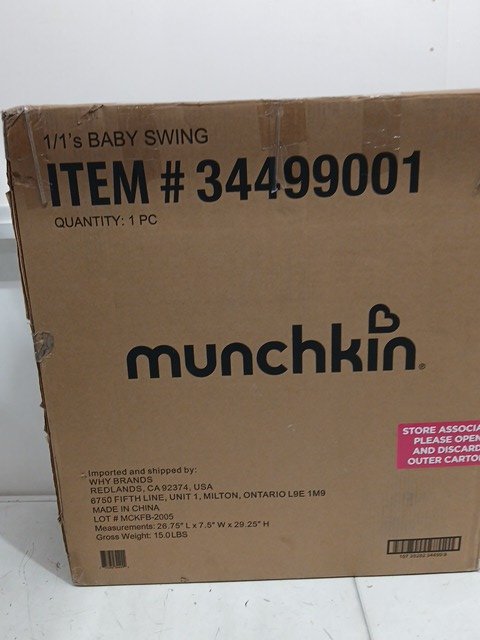 1/1's BABY SWING
ITEM # 34499001
QUANTITY: 1 PC
munchkin®
STORE ASSOCIA
PLEASE OPEN
AND DISCARD
OUTER CARTO
Imported and shipped by:
WHY BRANDS
REDLANDS, CA 92374, USA
6750 FIFTH LINE, UNIT 1, MILTON, ONTARIO L9E 1M9
MADE IN CHINA
LOT # MCKFB-2005
Measurements: 26.75" L x 7.5" W x 29.25" H
Gross Weight: 15.0LBS